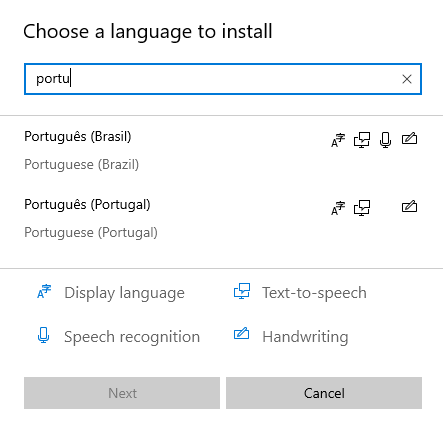 Choose a language to install
portu
Português (Brasil)
Portuguese (Brazil)
Português (Portugal)
Portuguese (Portugal)
Display language
Text-to-speech
Speech recognition
Handwriting
Next
Cancel